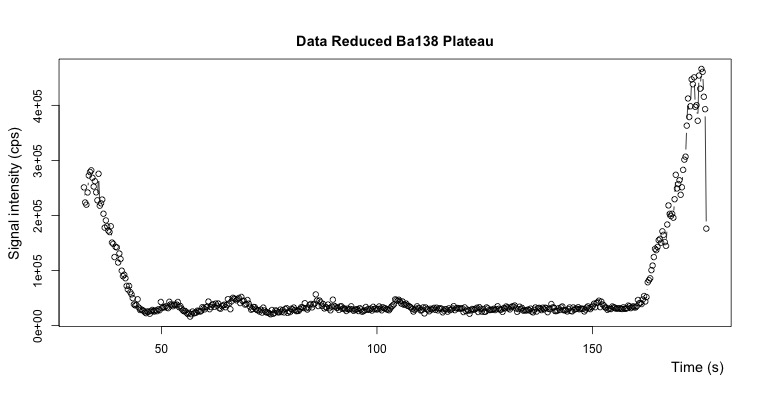 Data Reduced Ba138 Plateau
Signal intensity (cps)
4e+05
3e+05
2e+05
1e+05
0e+00
50 100 150
Time (s)